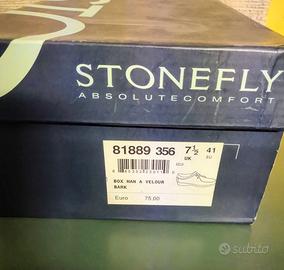 STONEFLY
ABSOLUTECOMFORT
81889 356 7½ 41
UK EU
BOX MAN A VELOUR
BARK
Euro 75,00
subito